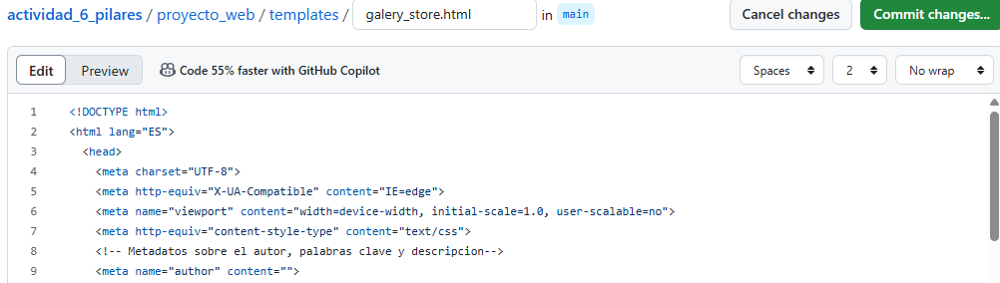 actividad_6_pilares / proyecto_web / templates / galery_store.html in main Cancel changes Commit changes...
Edit Preview Code 55% faster with GitHub Copilot Spaces 2 No wrap
1 <!DOCTYPE html>
2 <html lang="ES">
3 <head>
4 <meta charset="UTF-8">
5 <meta http-equiv="X-UA-Compatible" content="IE=edge">
6 <meta name="viewport" content="width=device-width, initial-scale=1.0, user-scalable=no">
7 <meta http-equiv="content-style-type" content="text/css">
8 <!-- Metadatos sobre el autor, palabras clave y descripcion-->
9 <meta name="author" content="">